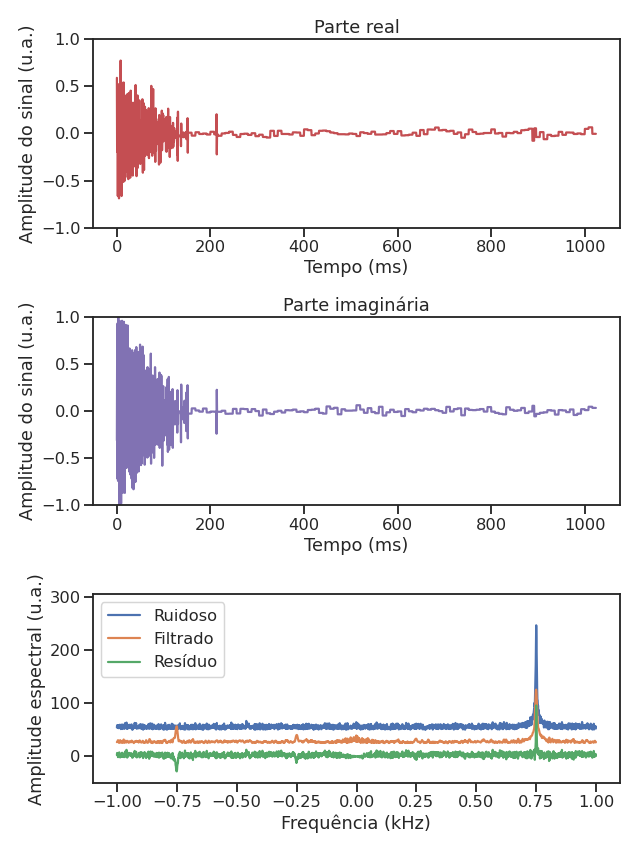 Parte real
Amplitude do sinal (u.a.)
1.0
0.5
0.0
−0.5
−1.0
0 200 400 600 800 1000
Tempo (ms)
Parte imaginária
Amplitude do sinal (u.a.)
1.0
0.5
0.0
−0.5
−1.0
0 200 400 600 800 1000
Tempo (ms)
Amplitude espectral (u.a.)
300
200
100
0
Ruidoso
Filtrado
Resíduo
−1.00 −0.75 −0.50 −0.25 0.00 0.25 0.50 0.75 1.00
Frequência (kHz)